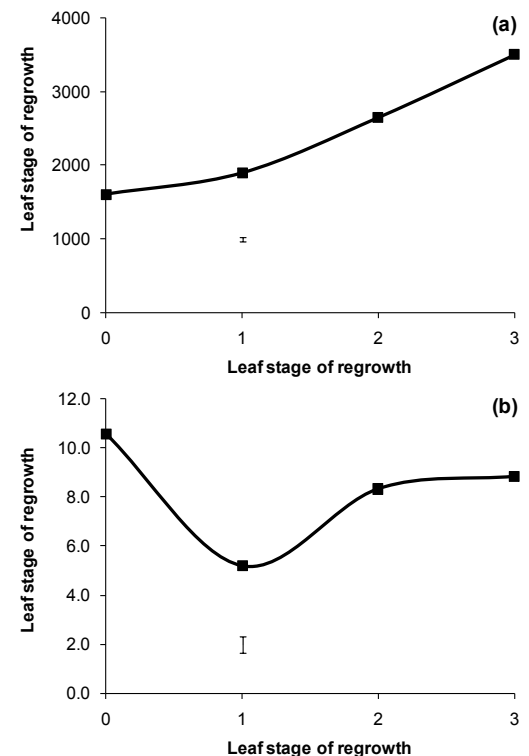 (a)
4000
3000
2000
1000
0
Leaf stage of regrowth
0 1 2 3
Leaf stage of regrowth
(b)
12.0
10.0
8.0
6.0
4.0
2.0
0.0
Leaf stage of regrowth
0 1 2 3
Leaf stage of regrowth